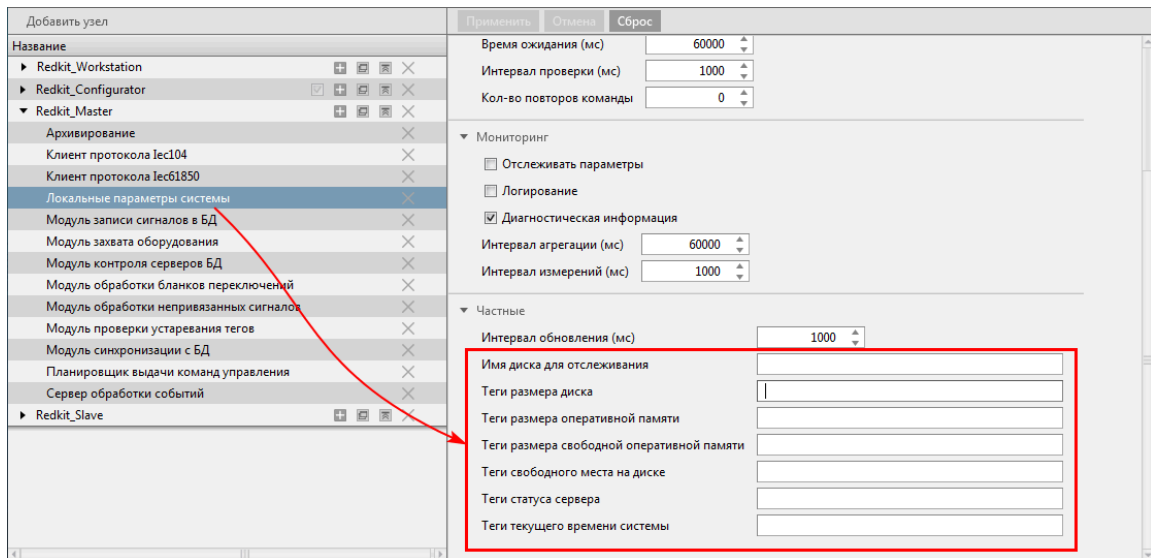 Добавить узел
Название
Redkit_Workstation
Redkit_Configurator
Redkit_Master
Архивирование
Клиент протокола Iec104
Клиент протокола Iec61850
Локальные параметры системы
Модуль записи сигналов в БД
Модуль захвата оборудования
Модуль контроля серверов БД
Модуль обработки бланков переключений
Модуль обработки непривязанных сигналов
Модуль проверки устаревания тегов
Модуль синхронизации с БД
Планировщик выдачи команд управления
Сервер обработки событий
Redkit_Slave
Применить Отмена Сброс
Время ожидания (мс) 60000
Интервал проверки (мс) 1000
Кол-во повторов команды 0
Мониторинг
Отслеживать параметры
Логирование
Диагностическая информация
Интервал агрегации (мс) 60000
Интервал измерений (мс) 1000
Частные
Интервал обновления (мс) 1000
Имя диска для отслеживания
Теги размера диска
Теги размера оперативной памяти
Теги размера свободной оперативной памяти
Теги свободного места на диске
Теги статуса сервера
Теги текущего времени системы